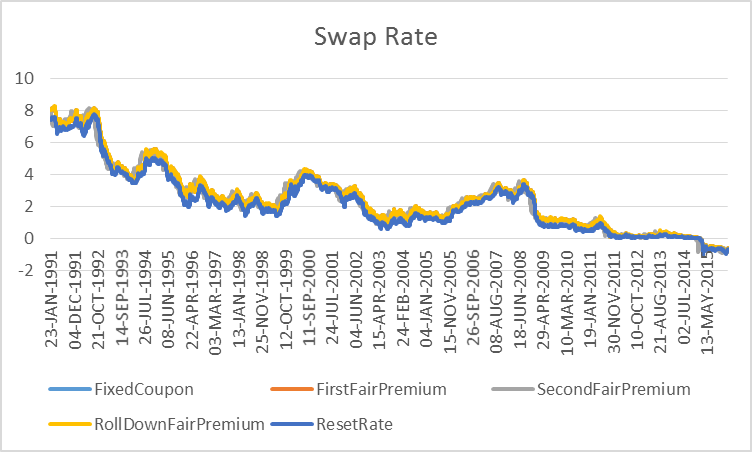 Swap Rate
10
8
6
4
2
0
-2
23-JAN-1991
04-DEC-1991
21-OCT-1992
14-SEP-1993
26-JUL-1994
08-JUN-1995
22-APR-1996
03-MAR-1997
13-JAN-1998
25-NOV-1998
12-OCT-1999
11-SEP-2000
24-JUL-2001
06-JUN-2002
15-APR-2003
24-FEB-2004
04-JAN-2005
15-NOV-2005
26-SEP-2006
08-AUG-2007
18-JUN-2008
29-APR-2009
10-MAR-2010
19-JAN-2011
30-NOV-2011
10-OCT-2012
21-AUG-2013
02-JUL-2014
13-MAY-2015
FixedCoupon FirstFairPremium SecondFairPremium
RollDownFairPremium ResetRate